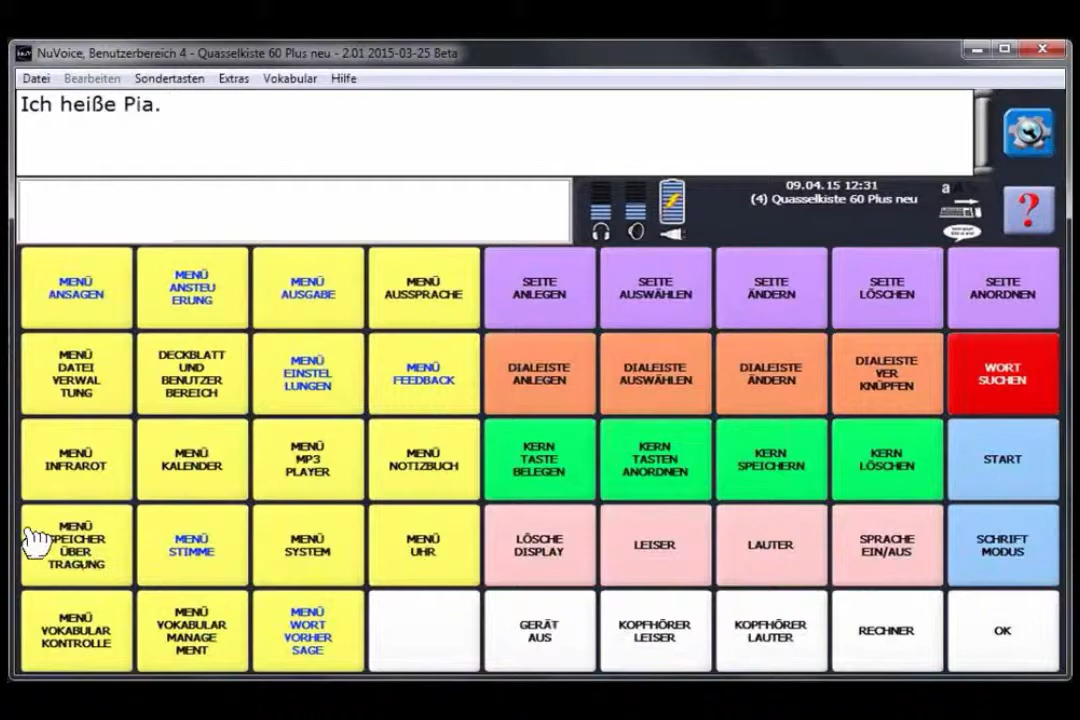 NuVoice, Benutzerbereich 4 - Quasselkiste 60 Plus neu - 2.01 2015-03-25 Beta
Datei Bearbeiten Sondertasten Extras Vokabular Hilfe
Ich heiße Pia.
09.04.15 12:31
(4) Quasselkiste 60 Plus neu
a
?
MENÜ
ANSAGEN
MENÜ
ANSTEU
ERUNG
MENÜ
AUSGABE
MENÜ
AUSSPRACHE
SEITE
ANLEGEN
SEITE
AUSWÄHLEN
SEITE
ÄNDERN
SEITE
LÖSCHEN
SEITE
ANORDNEN
MENÜ
DATEI
VERWAL
TUNG
DECKBLATT
UND
BENUTZER
BEREICH
MENÜ
EINSTEL
LUNGEN
MENÜ
FEEDBACK
DIALEISTE
ANLEGEN
DIALEISTE
AUSWÄHLEN
DIALEISTE
ÄNDERN
DIALEISTE
VER
KNÜPFEN
WORT
SUCHEN
MENÜ
INFRAROT
MENÜ
KALENDER
MENÜ
MP3
PLAYER
MENÜ
NOTIZBUCH
KERN
TASTE
BELEGEN
KERN
TASTEN
ANORDNEN
KERN
SPEICHERN
KERN
LÖSCHEN
START
MENÜ
SPEICHER
ÜBER
TRAGUNG
MENÜ
STIMME
MENÜ
SYSTEM
MENÜ
UHR
LÖSCHE
DISPLAY
LEISER
LAUTER
SPRACHE
EIN/AUS
SCHRIFT
MODUS
MENÜ
VOKABULAR
KONTROLLE
MENÜ
VOKABULAR
MANAGE
MENT
MENÜ
WORT
VORHER
SAGE
GERÄT
AUS
KOPFHÖRER
LEISER
KOPFHÖRER
LAUTER
RECHNER
OK